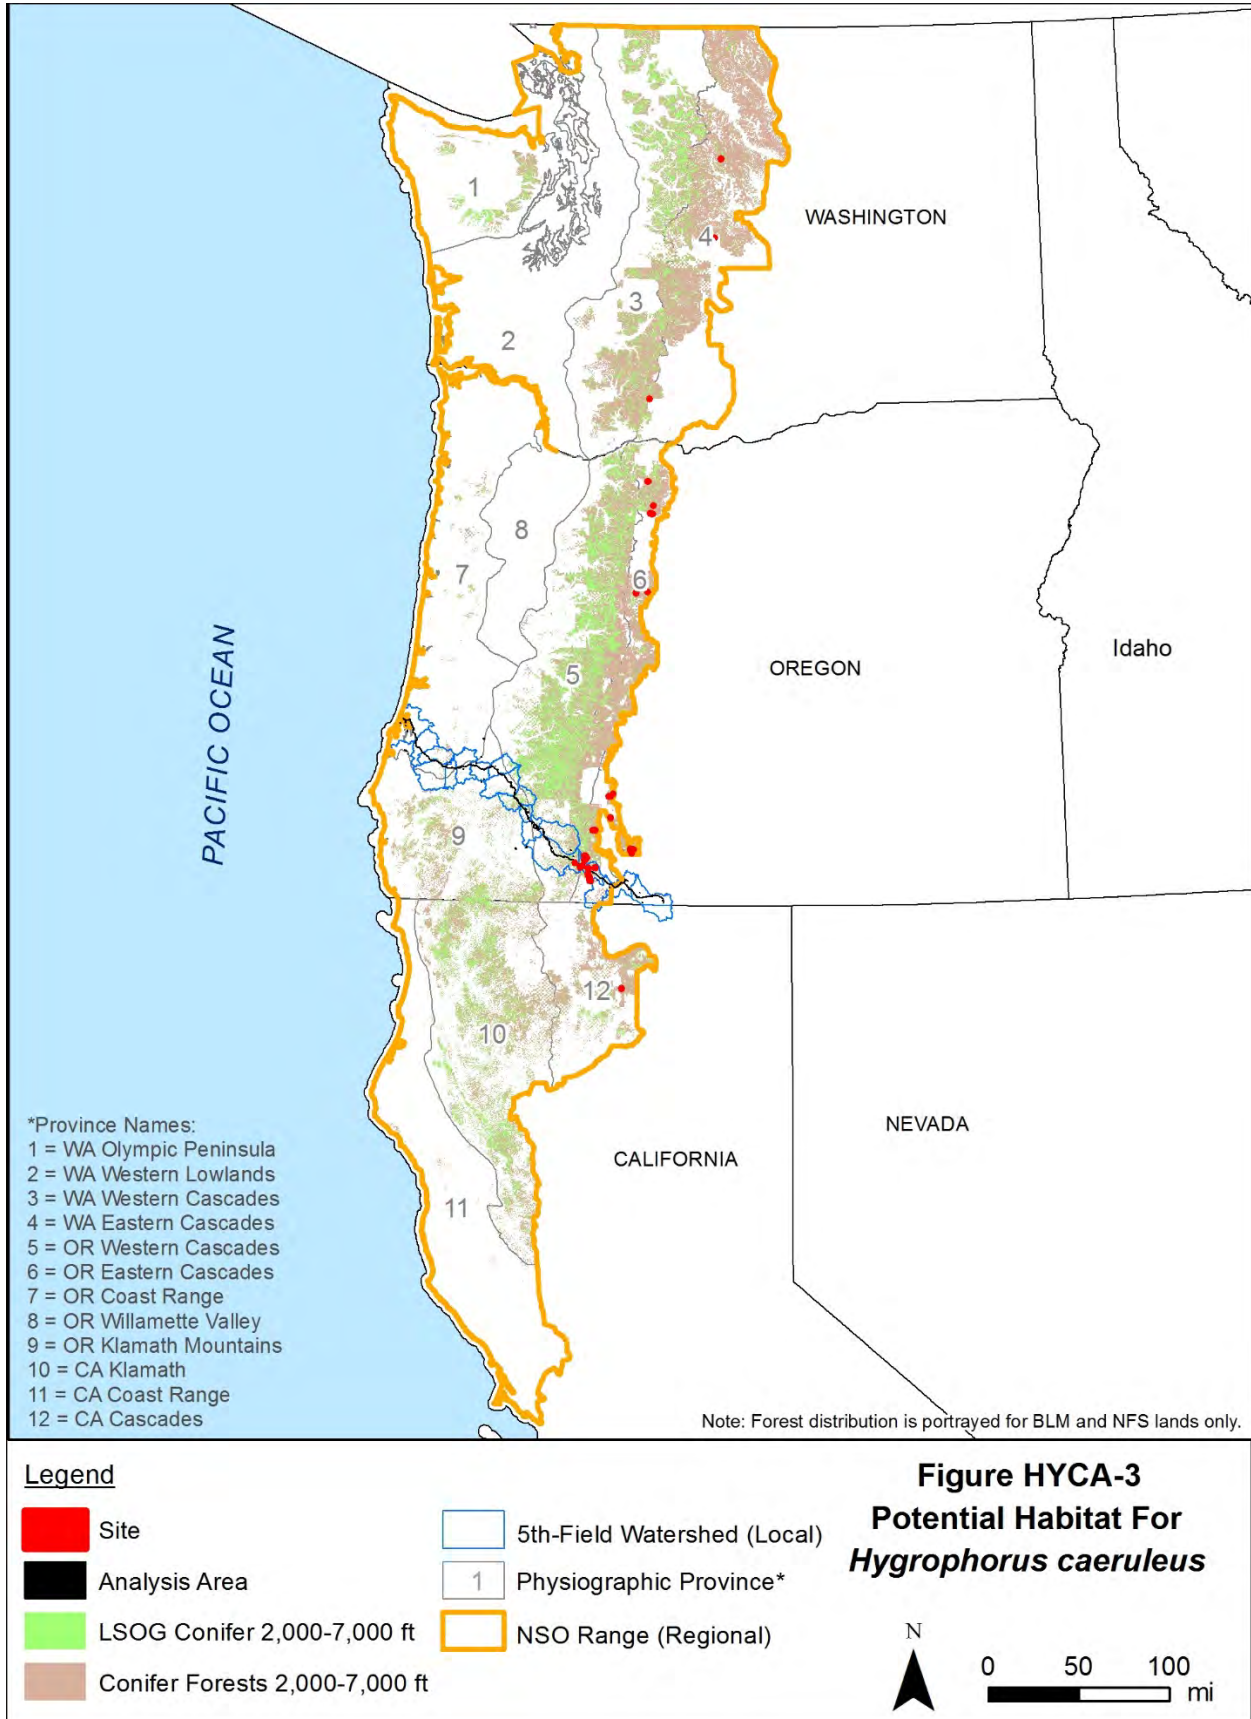 1
WASHINGTON
4
3
2
8
7
6
PACIFIC OCEAN
OREGON
Idaho
5
9
12
10
NEVADA
CALIFORNIA
11
*Province Names:
1 = WA Olympic Peninsula
2 = WA Western Lowlands
3 = WA Western Cascades
4 = WA Eastern Cascades
5 = OR Western Cascades
6 = OR Eastern Cascades
7 = OR Coast Range
8 = OR Willamette Valley
9 = OR Klamath Mountains
10 = CA Klamath
11 = CA Coast Range
12 = CA Cascades
Note: Forest distribution is portrayed for BLM and NFS lands only.
Legend
Site
Analysis Area
LSOG Conifer 2,000-7,000 ft
Conifer Forests 2,000-7,000 ft
5th-Field Watershed (Local)
1 Physiographic Province*
NSO Range (Regional)
Figure HYCA-3
Potential Habitat For
Hygrophorus caeruleus
N
0 50 100
mi